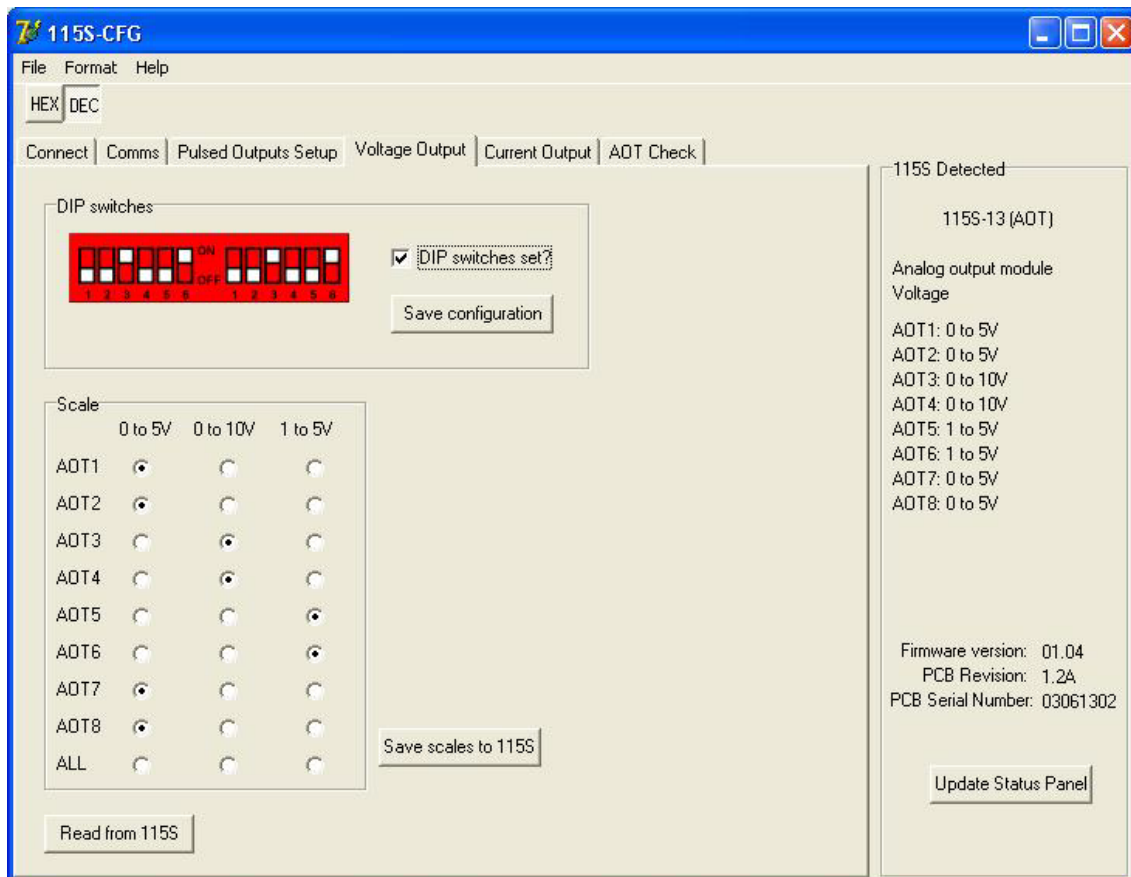 115S-CFG
File Format Help
HEX DEC
Connect Comms Pulsed Outputs Setup Voltage Output Current Output AOT Check
DIP switches
ON
OFF
1 2 3 4 5 6 1 2 3 4 5 6
DIP switches set?
Save configuration
Scale
0 to 5V 0 to 10V 1 to 5V
AOT1
AOT2
AOT3
AOT4
AOT5
AOT6
AOT7
AOT8
ALL
Save scales to 115S
Read from 115S
115S Detected
115S-13 (AOT)
Analog output module
Voltage
AOT1: 0 to 5V
AOT2: 0 to 5V
AOT3: 0 to 10V
AOT4: 0 to 10V
AOT5: 1 to 5V
AOT6: 1 to 5V
AOT7: 0 to 5V
AOT8: 0 to 5V
Firmware version: 01.04
PCB Revision: 1.2A
PCB Serial Number: 03061302
Update Status Panel